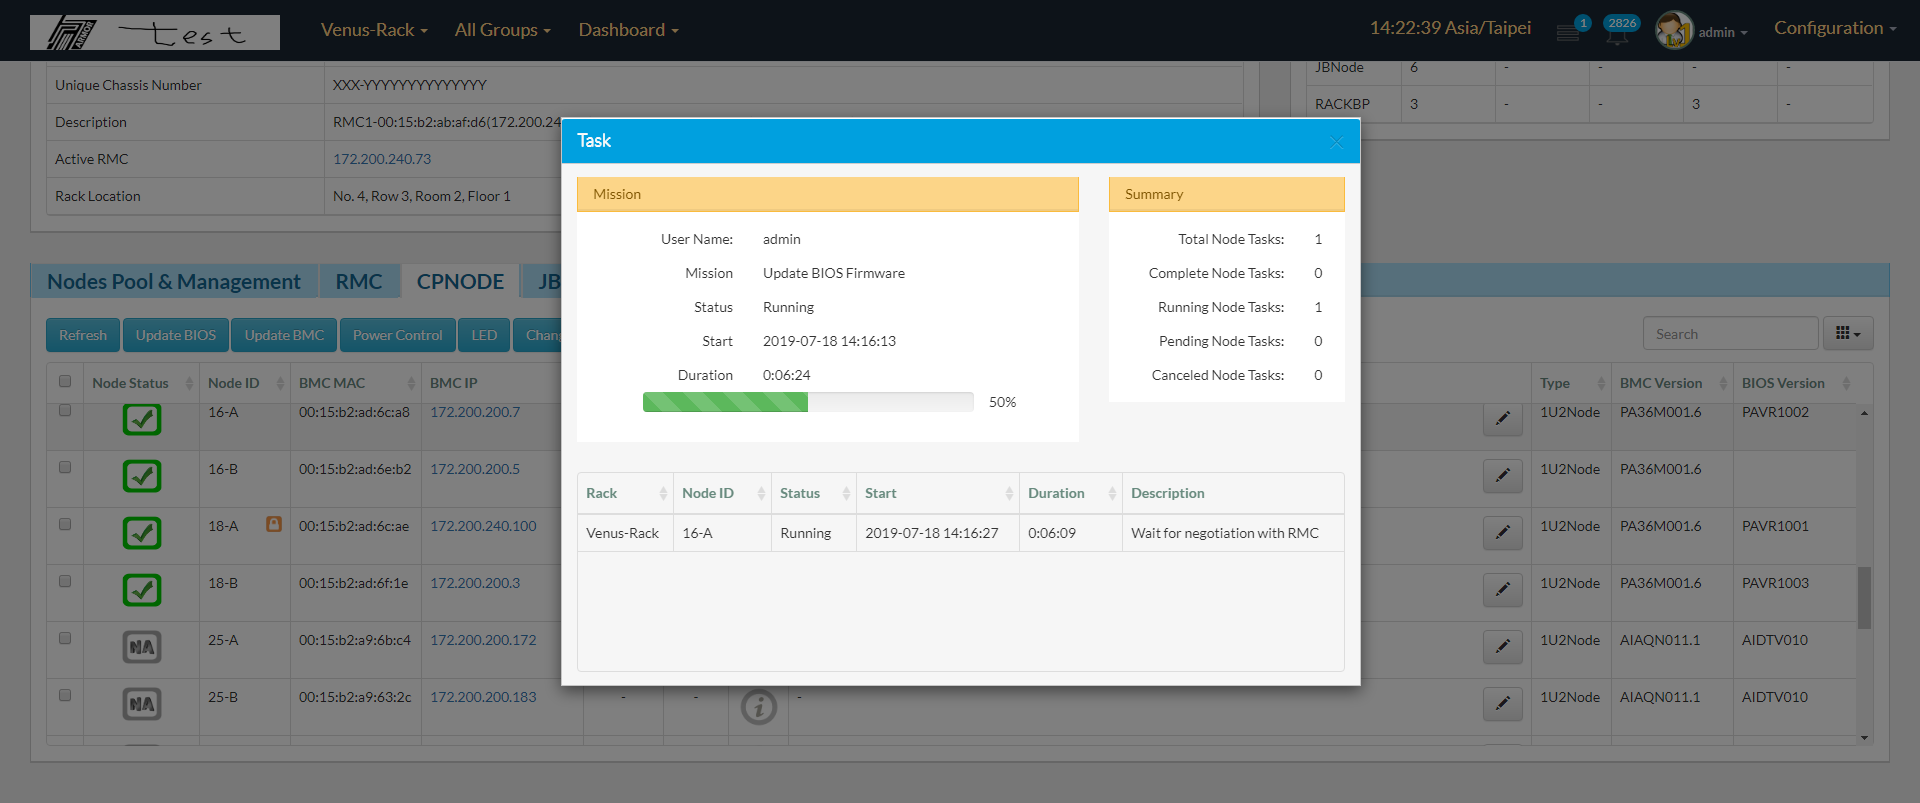 ARMOR test Venus-Rack All Groups Dashboard 14:22:39 Asia/Taipei 1 2826 admin Configuration
JBNode 6 - - - -
Unique Chassis Number XXX-YYYYYYYYYYYYYY
RACKBP 3 - - 3 -
Description RMC1-00:15:b2:ab:af:d6(172.200.24
Active RMC 172.200.240.73
Rack Location No. 4, Row 3, Room 2, Floor 1
Task
Mission
User Name: admin
Mission Update BIOS Firmware
Status Running
Start 2019-07-18 14:16:13
Duration 0:06:24
50%
Summary
Total Node Tasks: 1
Complete Node Tasks: 0
Running Node Tasks: 1
Pending Node Tasks: 0
Canceled Node Tasks: 0
Rack Node ID Status Start Duration Description
Venus-Rack 16-A Running 2019-07-18 14:16:27 0:06:09 Wait for negotiation with RMC
Nodes Pool & Management RMC CPNODE JB
Refresh Update BIOS Update BMC Power Control LED Chan
Search
Node Status Node ID BMC MAC BMC IP Type BMC Version BIOS Version
16-A 00:15:b2:ad:6c:a8 172.200.200.7 1U2Node PA36M001.6 PAVR1002
16-B 00:15:b2:ad:6e:b2 172.200.200.5 1U2Node PA36M001.6
18-A 00:15:b2:ad:6c:ae 172.200.240.100 1U2Node PA36M001.6 PAVR1001
18-B 00:15:b2:ad:6f:1e 172.200.200.3 1U2Node PA36M001.6 PAVR1003
NA 25-A 00:15:b2:a9:6b:c4 172.200.200.172 1U2Node AIAQN011.1 AIDTV010
NA 25-B 00:15:b2:a9:63:2c 172.200.200.183 - - - 1U2Node AIAQN011.1 AIDTV010